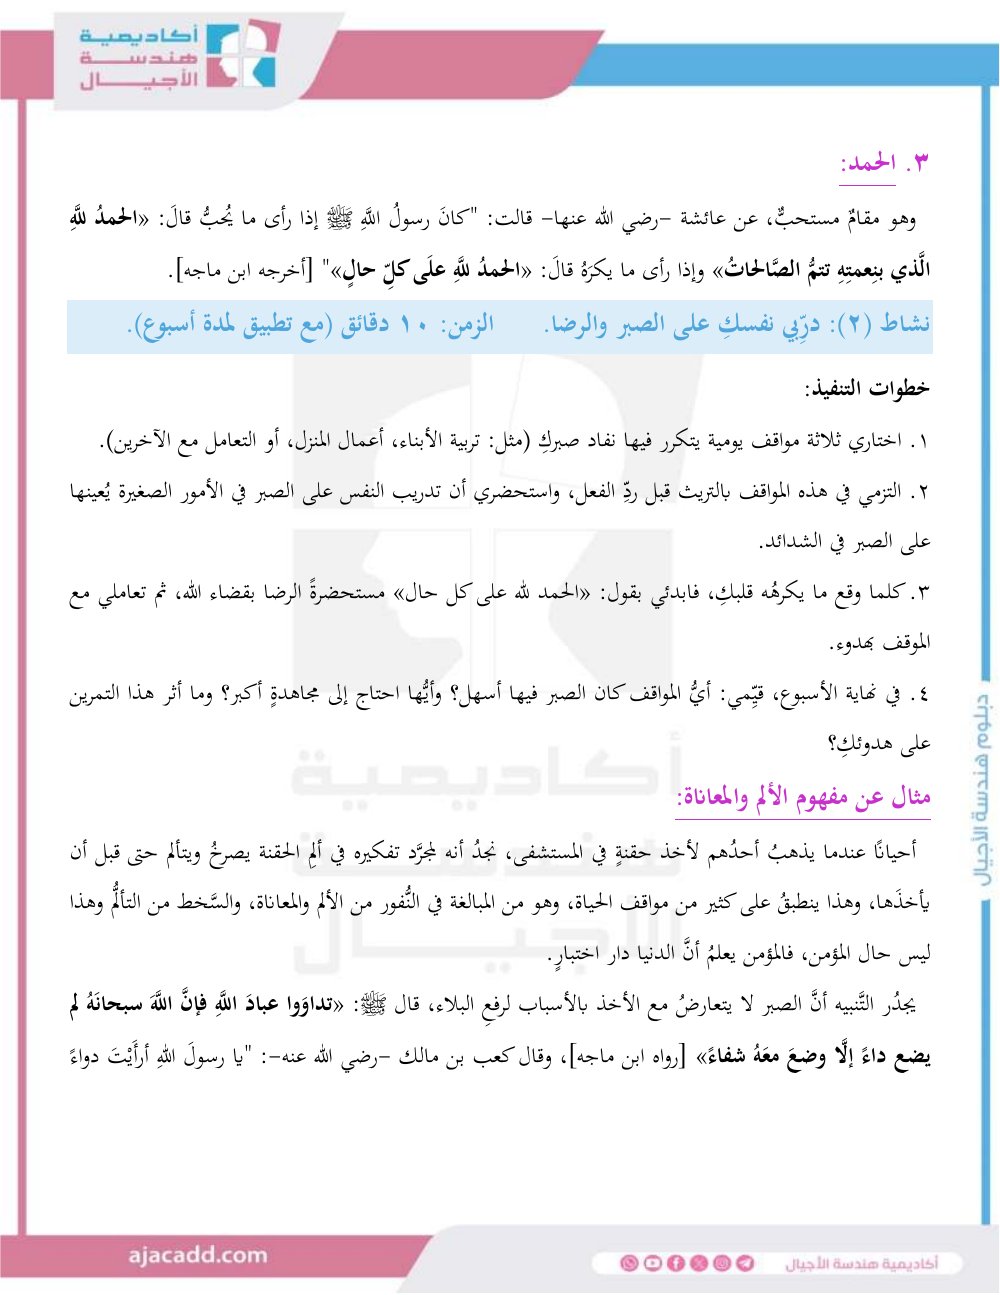 أكاديمية
هندسة
الأجيال
٣. الحمد:
وهو مقامٌ مستحبٌّ، عن عائشة -رضي الله عنها- قالت: "كانَ رسولُ اللَّهِ ﷺ إذا رأى ما يُحبُّ قالَ: «الحمدُ للَّهِ
الَّذي بنِعمتِهِ تتمُّ الصَّالحاتُ» وإذا رأى ما يكرَهُ قالَ: «الحمدُ للَّهِ علَى كلِّ حالٍ»" [أخرجه ابن ماجه].
نشاط (٢): درِّبي نفسكِ على الصبر والرضا. الزمن: ١٠ دقائق (مع تطبيق لمدة أسبوع).
خطوات التنفيذ:
١. اختاري ثلاثة مواقف يومية يتكرر فيها نفاد صبركِ (مثل: تربية الأبناء، أعمال المنزل، أو التعامل مع الآخرين).
٢. التزمي في هذه المواقف بالتريث قبل ردِّ الفعل، واستحضري أن تدريب النفس على الصبر في الأمور الصغيرة يُعينها
على الصبر في الشدائد.
٣. كلما وقع ما يكرهُه قلبكِ، فابدئي بقول: «الحمد لله على كل حال» مستحضرةً الرضا بقضاء الله، ثم تعاملي مع
الموقف بهدوء.
٤. في نهاية الأسبوع، قيِّمي: أيُّ المواقف كان الصبر فيها أسهل؟ وأيُّها احتاج إلى مجاهدةٍ أكبر؟ وما أثر هذا التمرين
على هدوئكِ؟
مثال عن مفهوم الألم والمعاناة:
أحيانًا عندما يذهبُ أحدُهم لأخذ حقنةٍ في المستشفى، نجدُ أنه لمجرَّد تفكيره في ألمِ الحقنة يصرخُ ويتألم حتى قبل أن
يأخذَها، وهذا ينطبقُ على كثير من مواقف الحياة، وهو من المبالغة في النُّفور من الألم والمعاناة، والسَّخط من التألُّم وهذا
ليس حال المؤمن، فالمؤمن يعلمُ أنَّ الدنيا دار اختبارٍ.
يجدُر التَّنبيه أنَّ الصبر لا يتعارضُ مع الأخذ بالأسباب لرفعِ البلاء، قال ﷺ: «تداوَوا عبادَ اللَّهِ فإنَّ اللَّهَ سبحانَهُ لم
يضع داءً إلَّا وضعَ معَهُ شفاءً» [رواه ابن ماجه]، وقال كعب بن مالك -رضي الله عنه-: "يا رسولَ اللهِ أرأَيْتَ دواءً
دبلوم هندسة الأجيال
أكاديمية
هندسة
الأجيال
ajacadd.com
أكاديمية هندسة الأجيال